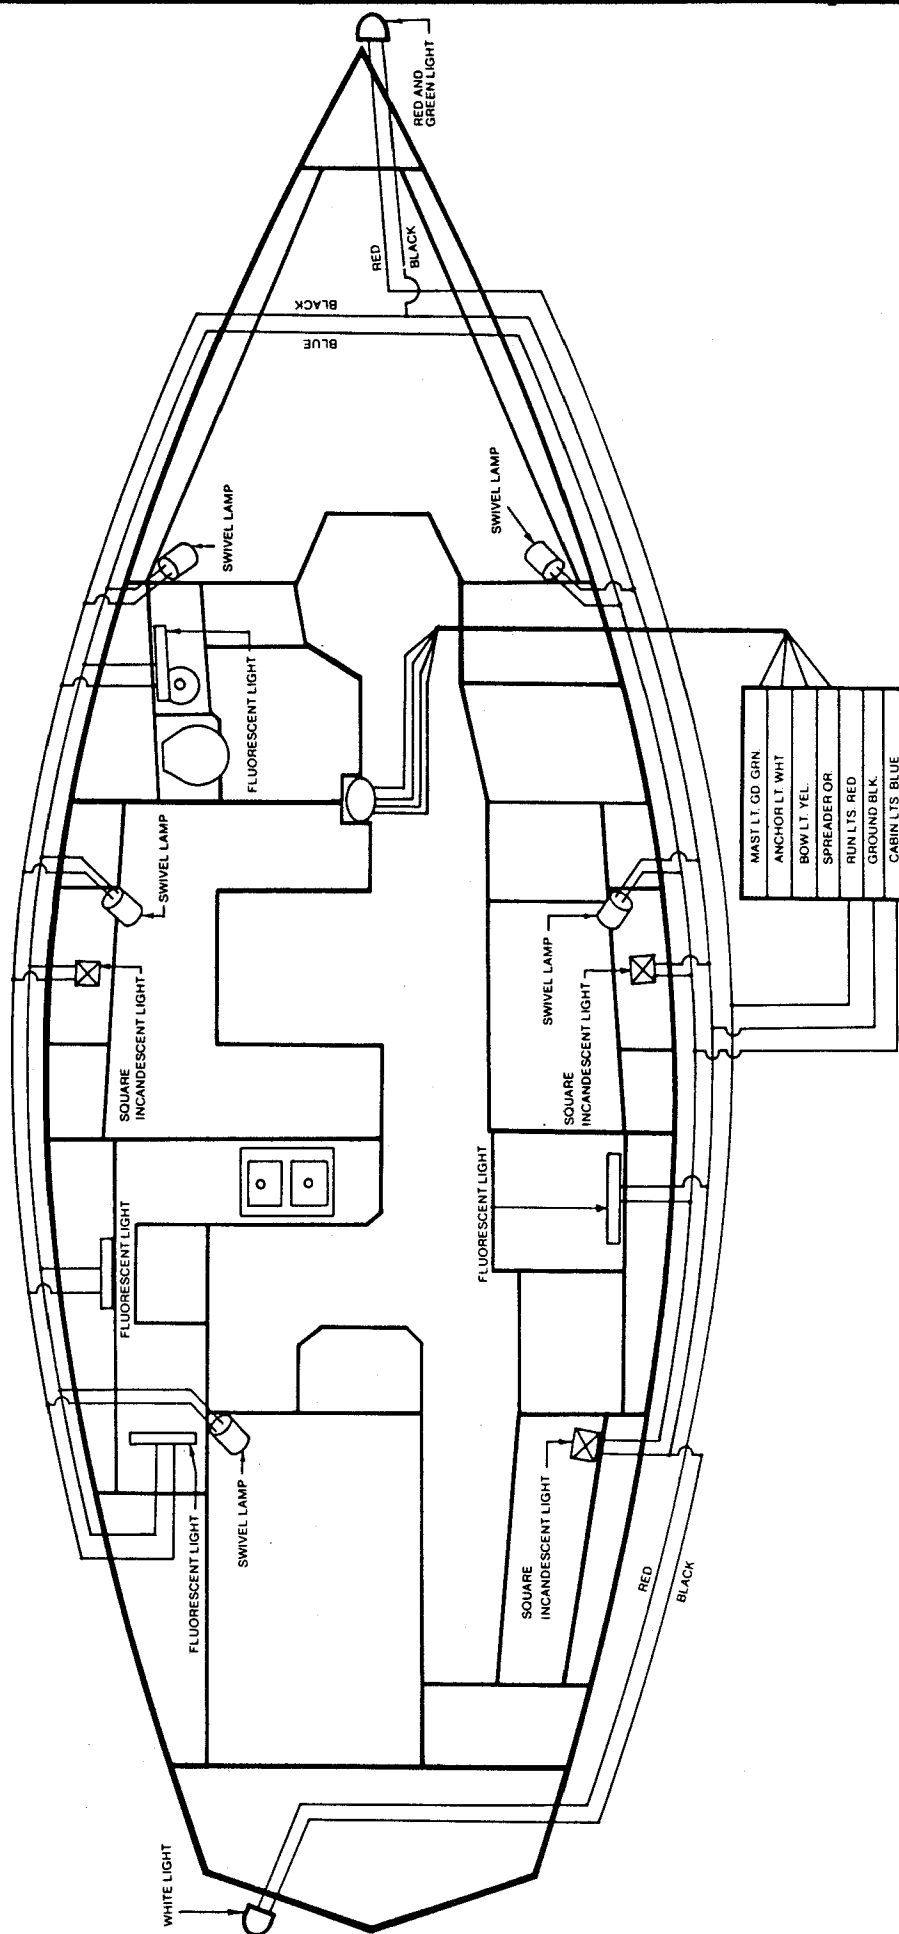 RED AND
GREEN LIGHT
RED
BLACK
BLACK
BLUE
SWIVEL LAMP
SWIVEL LAMP
FLUORESCENT LIGHT
MAST LT. GD GRN.
ANCHOR LT. WHT
BOW LT. YEL.
SPREADER OR.
RUN LTS. RED
GROUND BLK.
CABIN LTS. BLUE
SWIVEL LAMP
SWIVEL LAMP
SQUARE
INCANDESCENT LIGHT
SQUARE
INCANDESCENT LIGHT
FLUORESCENT LIGHT
FLUORESCENT LIGHT
SWIVEL LAMP
FLUORESCENT LIGHT
SQUARE
INCANDESCENT LIGHT
RED
BLACK
WHITE LIGHT